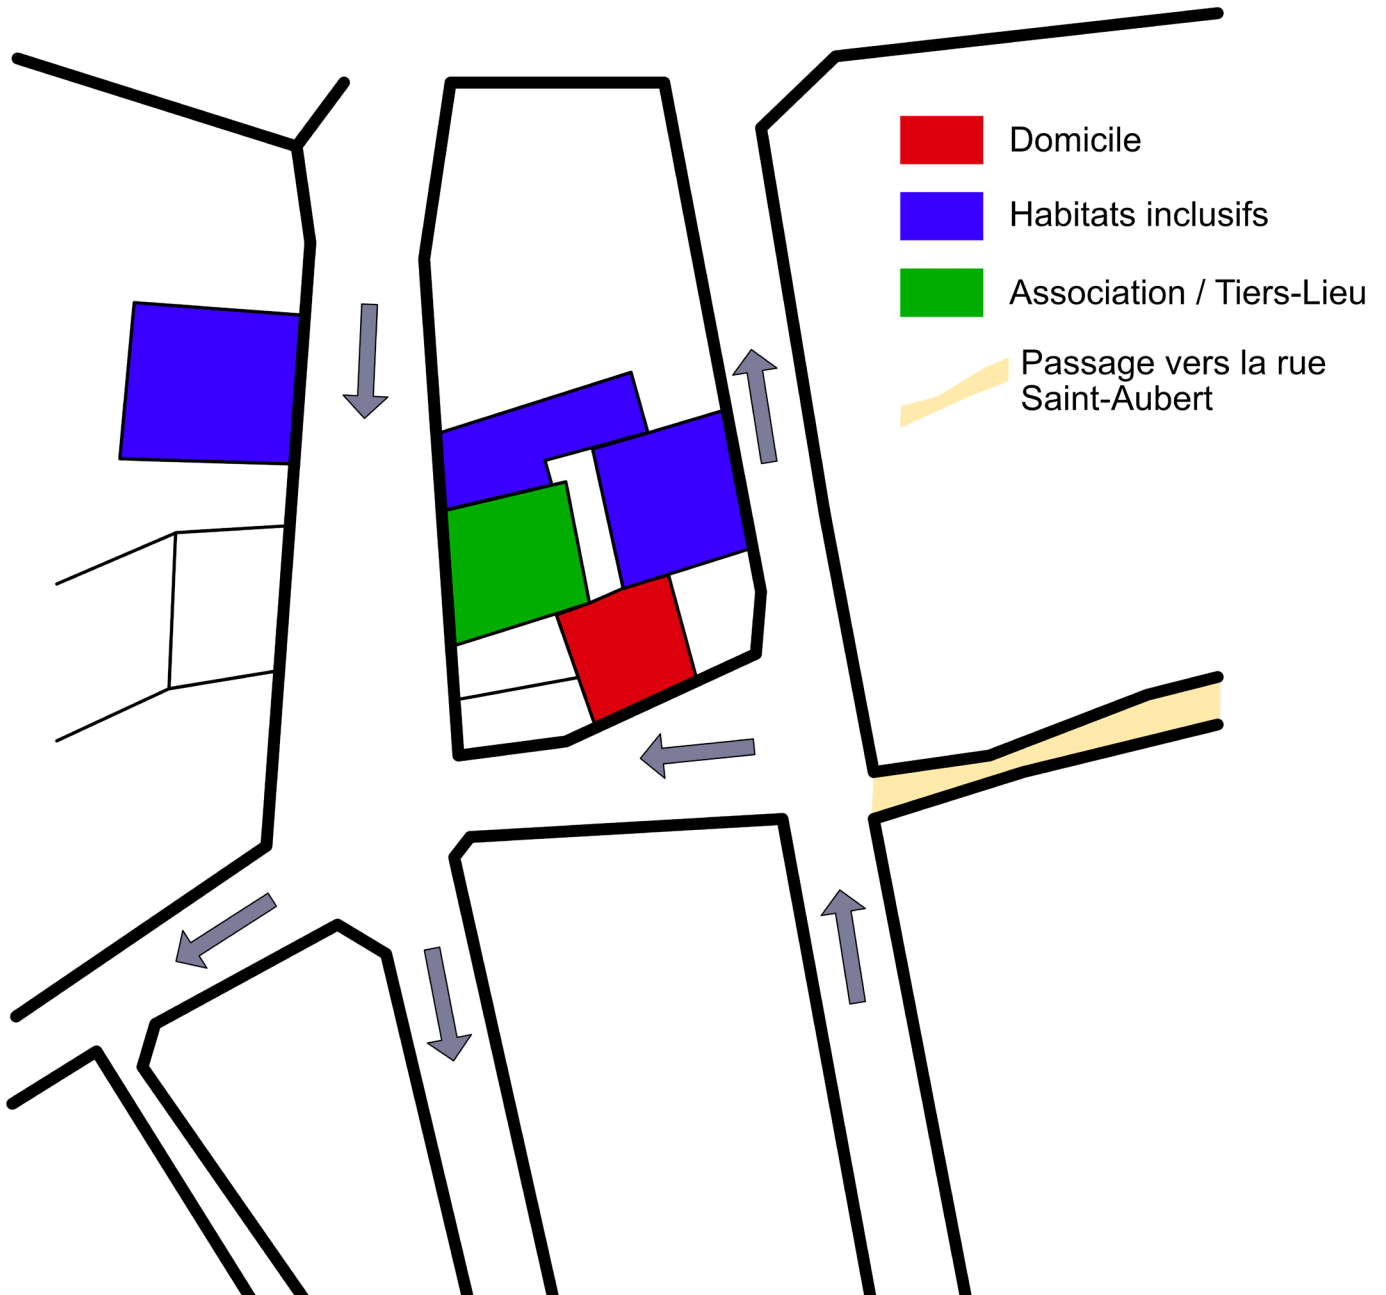 Domicile
Habitats inclusifs
Association / Tiers-Lieu
Passage vers la rue
Saint-Aubert